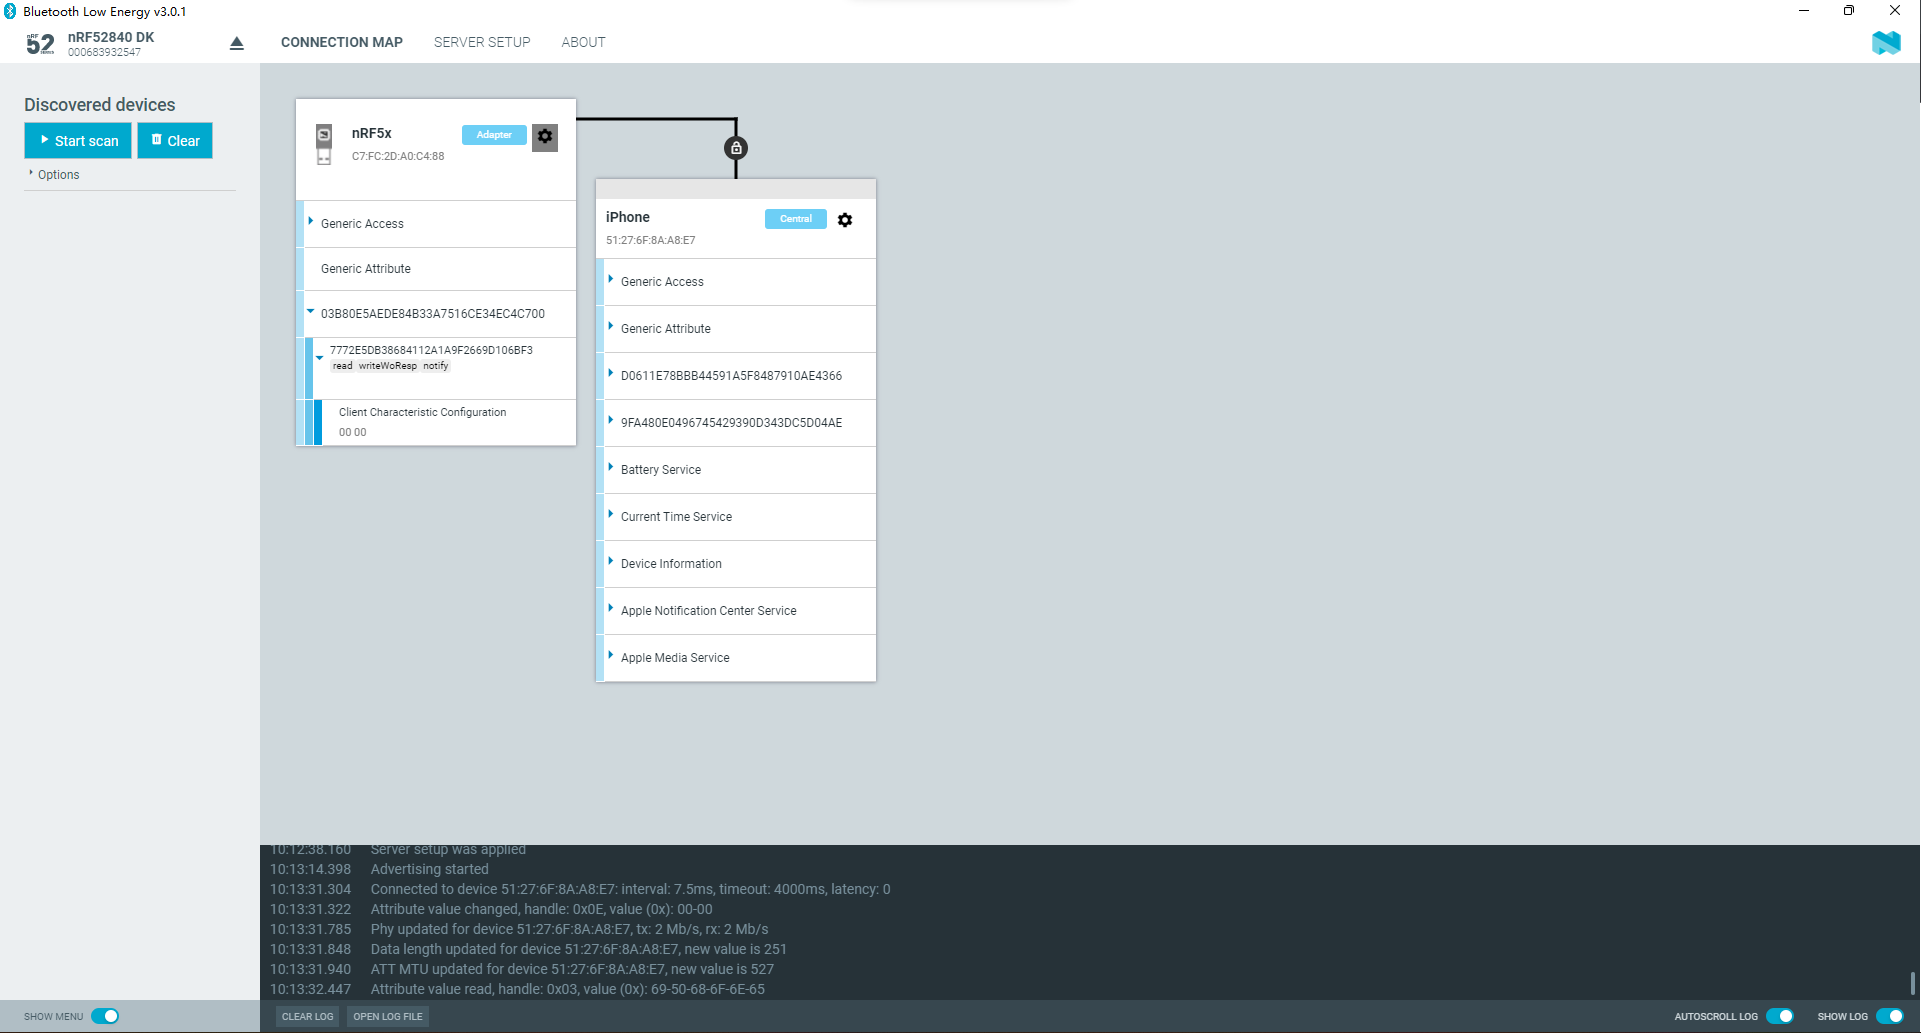 Bluetooth Low Energy v3.0.1
nRF52840 DK
000683932547
CONNECTION MAP
SERVER SETUP
ABOUT
Discovered devices
Start scan
Clear
Options
nRF5x
Adapter
C7:FC:2D:A0:C4:88
Generic Access
Generic Attribute
03B80E5AEDE84B33A7516CE34EC4C700
7772E5DB38684112A1A9F2669D106BF3
read writeWoResp notify
Client Characteristic Configuration
00 00
iPhone
Central
51:27:6F:8A:A8:E7
Generic Access
Generic Attribute
D0611E78BBB44591A5F8487910AE4366
9FA480E0496745429390D343DC5D04AE
Battery Service
Current Time Service
Device Information
Apple Notification Center Service
Apple Media Service
10:12:38.160 Server setup was applied
10:13:14.398 Advertising started
10:13:31.304 Connected to device 51:27:6F:8A:A8:E7: interval: 7.5ms, timeout: 4000ms, latency: 0
10:13:31.322 Attribute value changed, handle: 0x0E, value (0x): 00-00
10:13:31.785 Phy updated for device 51:27:6F:8A:A8:E7, tx: 2 Mb/s, rx: 2 Mb/s
10:13:31.848 Data length updated for device 51:27:6F:8A:A8:E7, new value is 251
10:13:31.940 ATT MTU updated for device 51:27:6F:8A:A8:E7, new value is 527
10:13:32.447 Attribute value read, handle: 0x03, value (0x): 69-50-68-6F-6E-65
SHOW MENU
CLEAR LOG
OPEN LOG FILE
AUTOSCROLL LOG
SHOW LOG